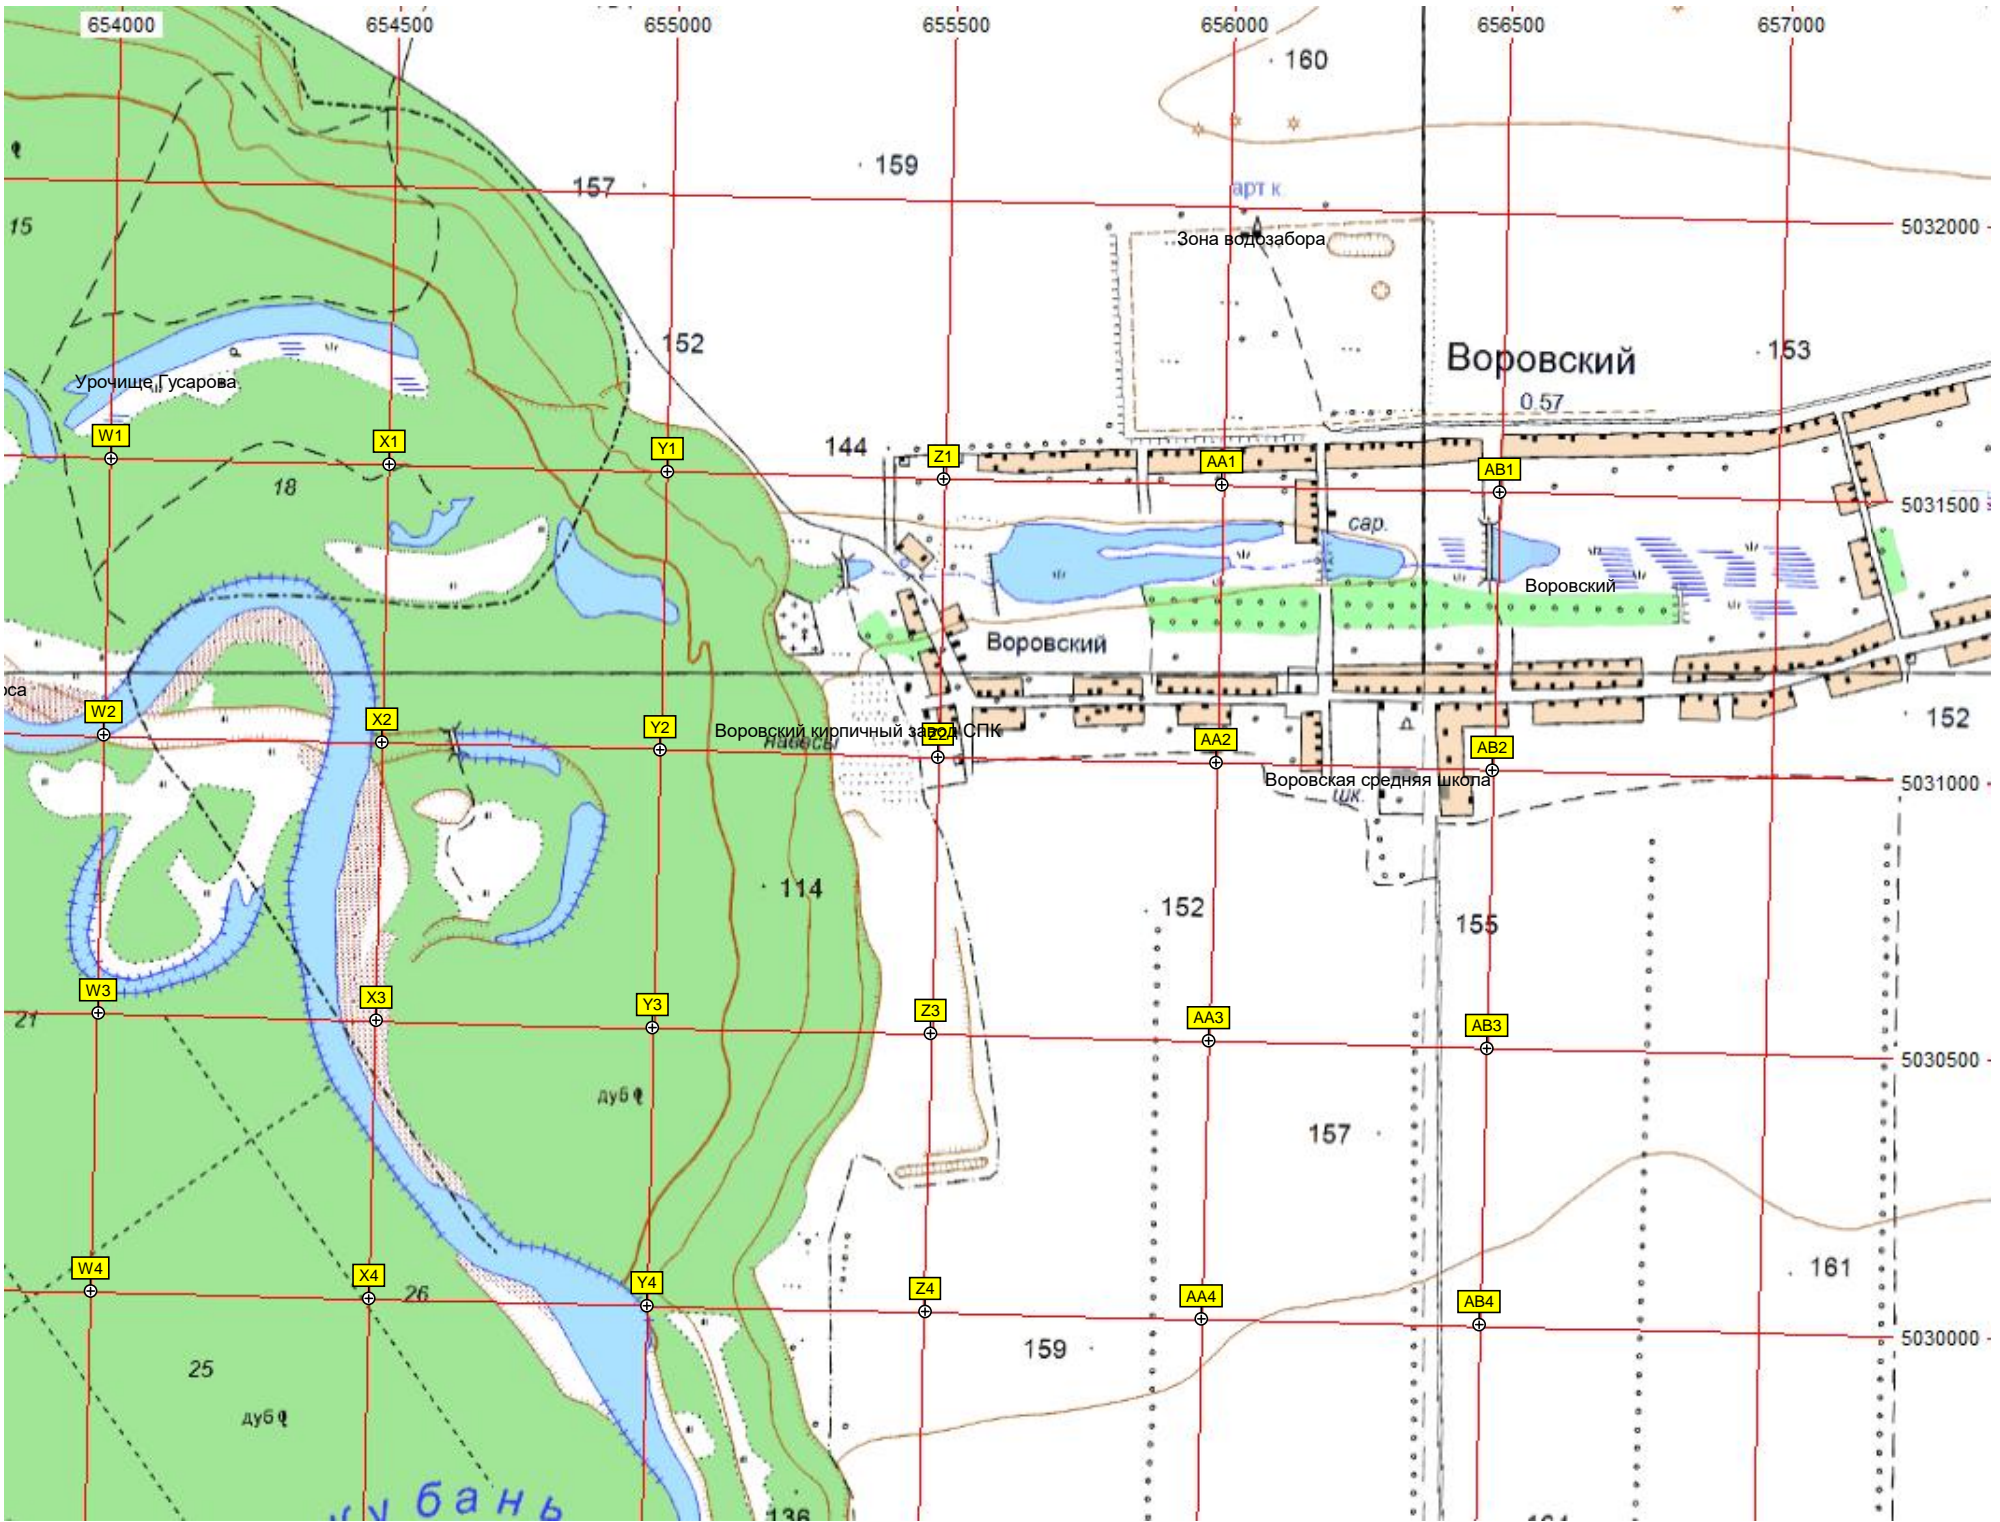 654000 654500 655000 655500 656000 656500 657000
160
159
157
арт к
15
5032000
Зона водозабора
152
Воровский
153
0.57
Урочище Гусарова
W1 X1 Y1 144 Z1 AA1 AB1
18
5031500
сар.
Воровский
Воровский
W2 X2 Y2 AA2 AB2
152
Воровский кирпичный завод СПК
навесы
5031000
Воровская средняя школа
шк.
114
152
155
W3 X3 Y3 Z3 AA3 AB3
21
5030500
дуб
157
161
W4 X4 Y4 Z4 AA4 AB4
26
5030000
159
25
дуб
убань
136